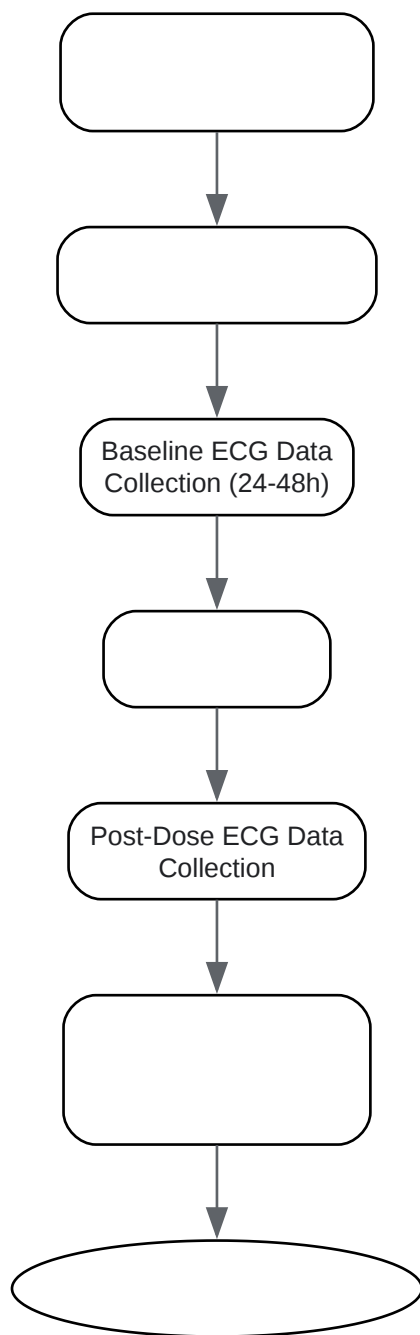 Baseline ECG Data
Collection (24-48h)
Post-Dose ECG Data
Collection